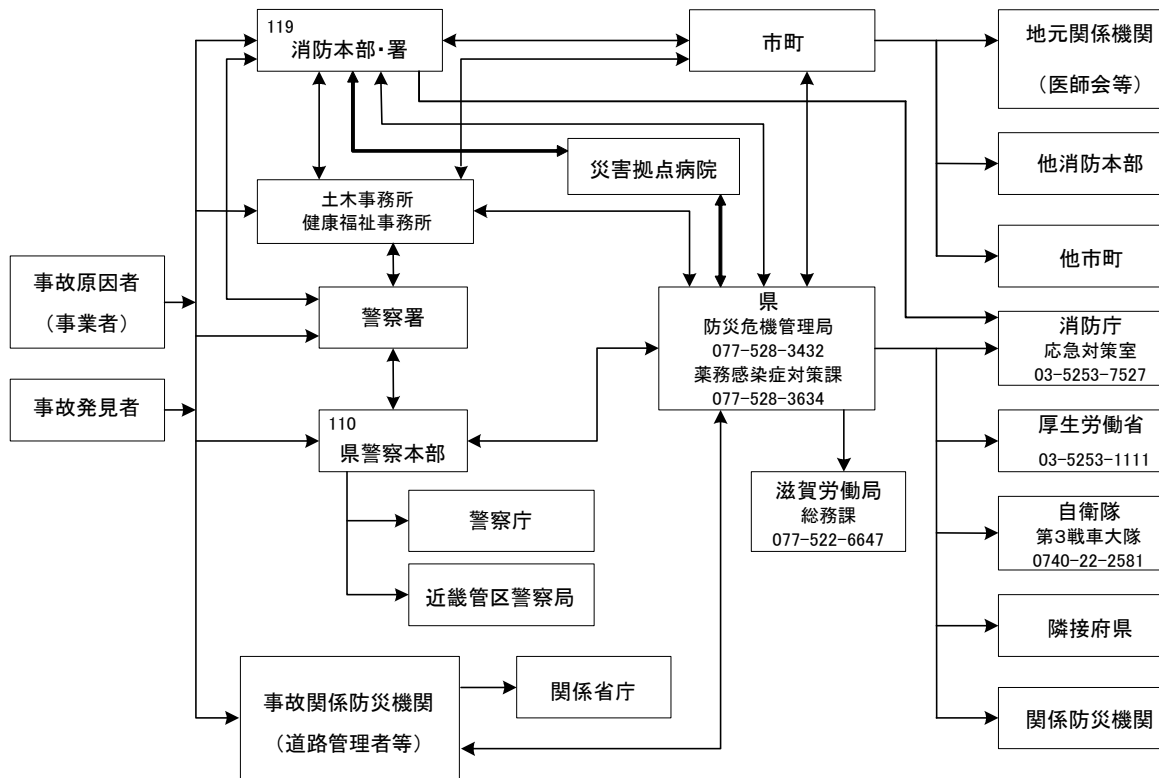 119
消防本部・署
市町
地元関係機関
（医師会等）
災害拠点病院
他消防本部
土木事務所
健康福祉事務所
他市町
事故原因者
（事業者）
警察署
県
防災危機管理局
077-528-3432
薬務感染症対策課
077-528-3634
消防庁
応急対策室
03-5253-7527
事故発見者
110
県警察本部
厚生労働省
03-5253-1111
滋賀労働局
総務課
077-522-6647
警察庁
自衛隊
第3戦車大隊
0740-22-2581
近畿管区警察局
隣接府県
事故関係防災機関
（道路管理者等）
関係省庁
関係防災機関